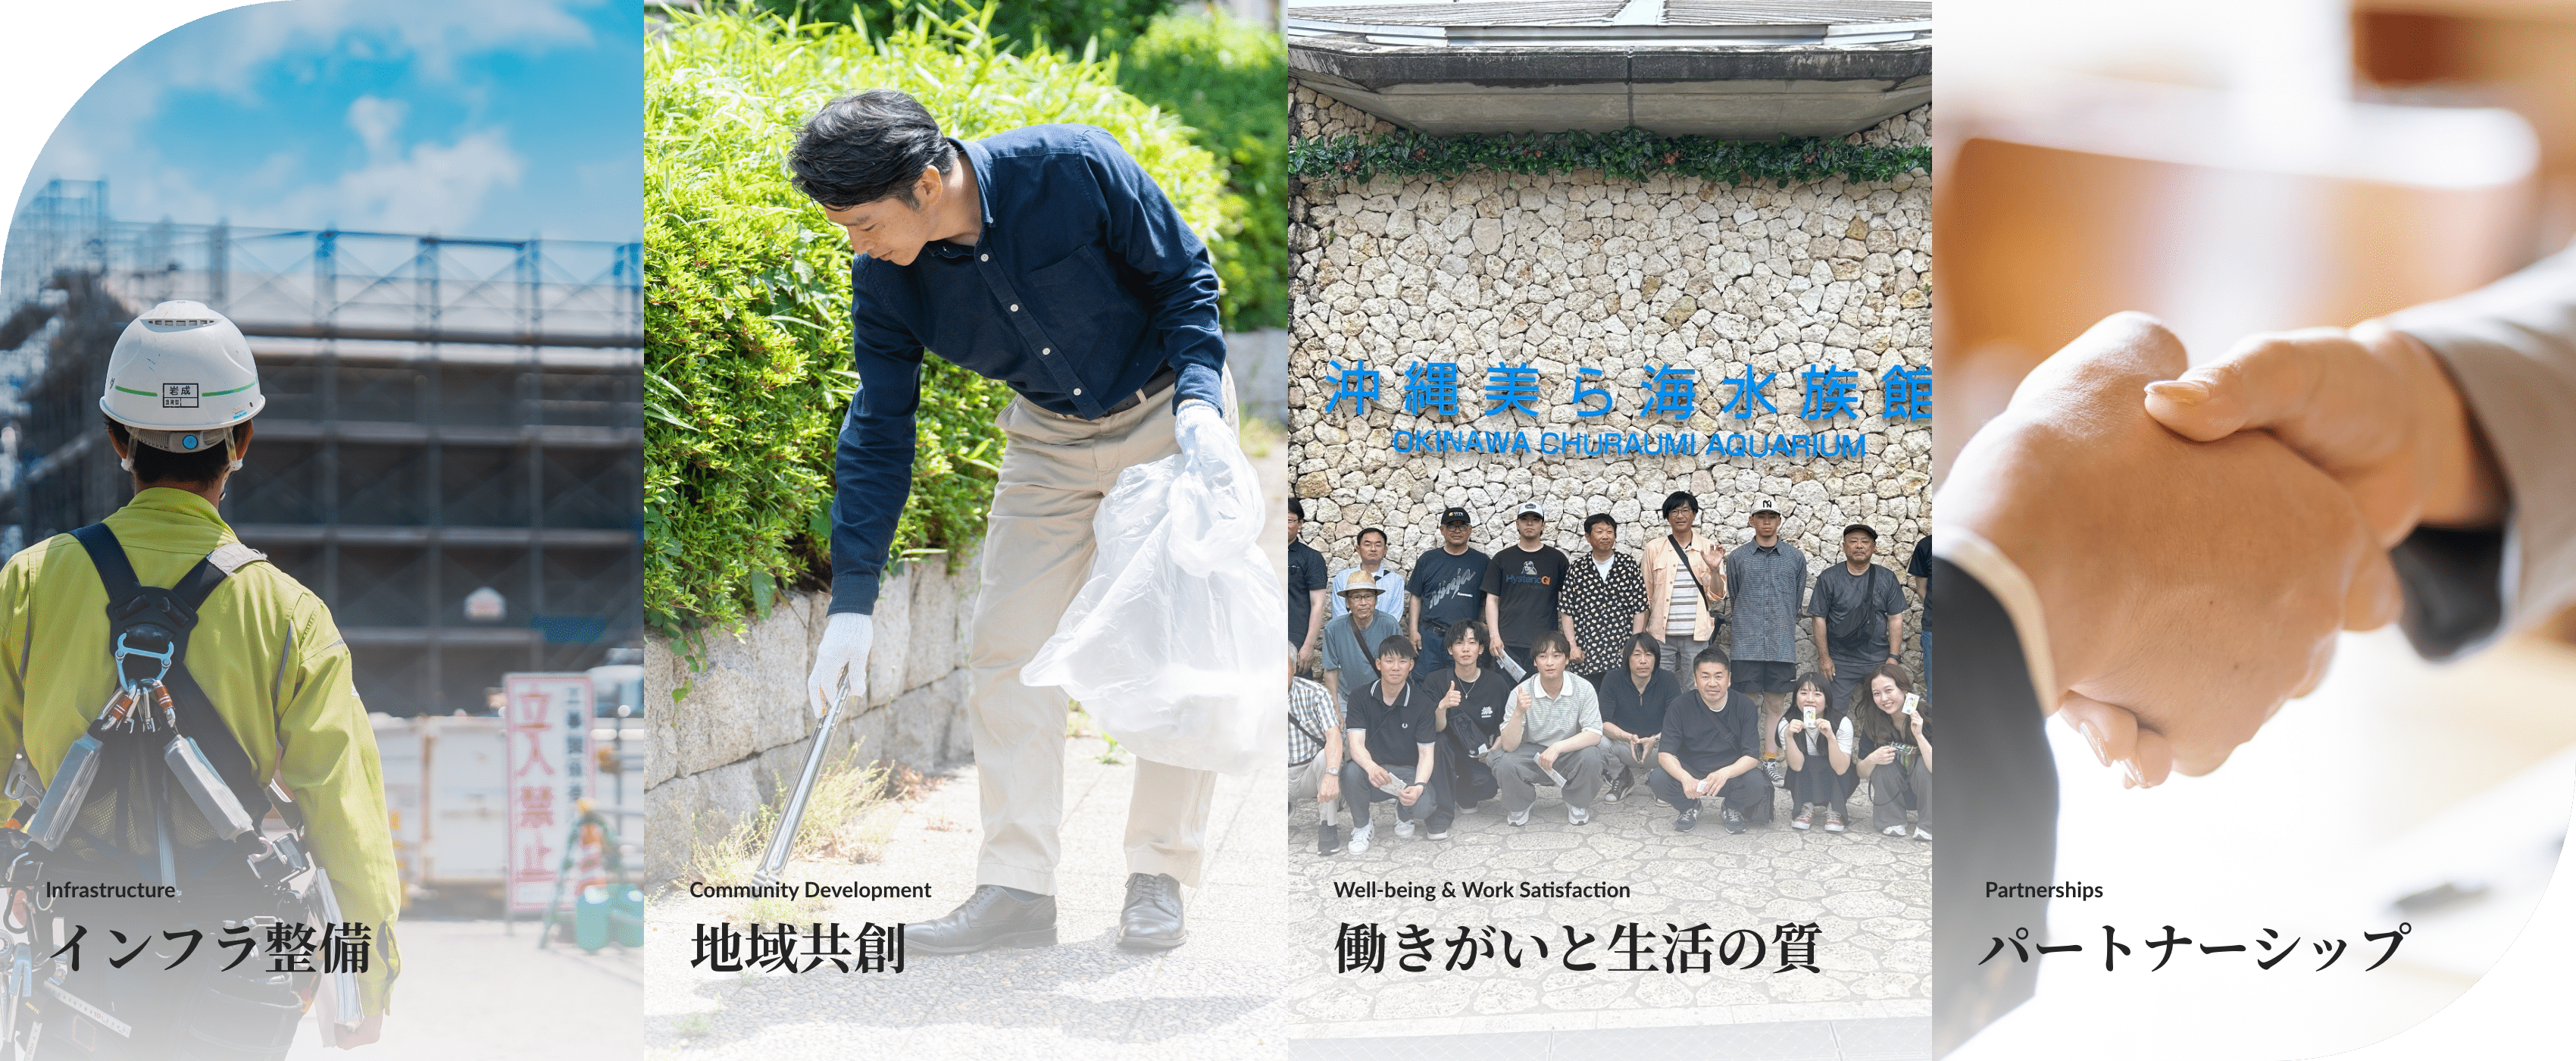 岩成
立入禁止
Infrastructure
インフラ整備
Community Development
地域共創
沖縄美ら海水族館
OKINAWA CHURAUMI AQUARIUM
Ninja
Well-being & Work Satisfaction
働きがいと生活の質
Partnerships
パートナーシップ